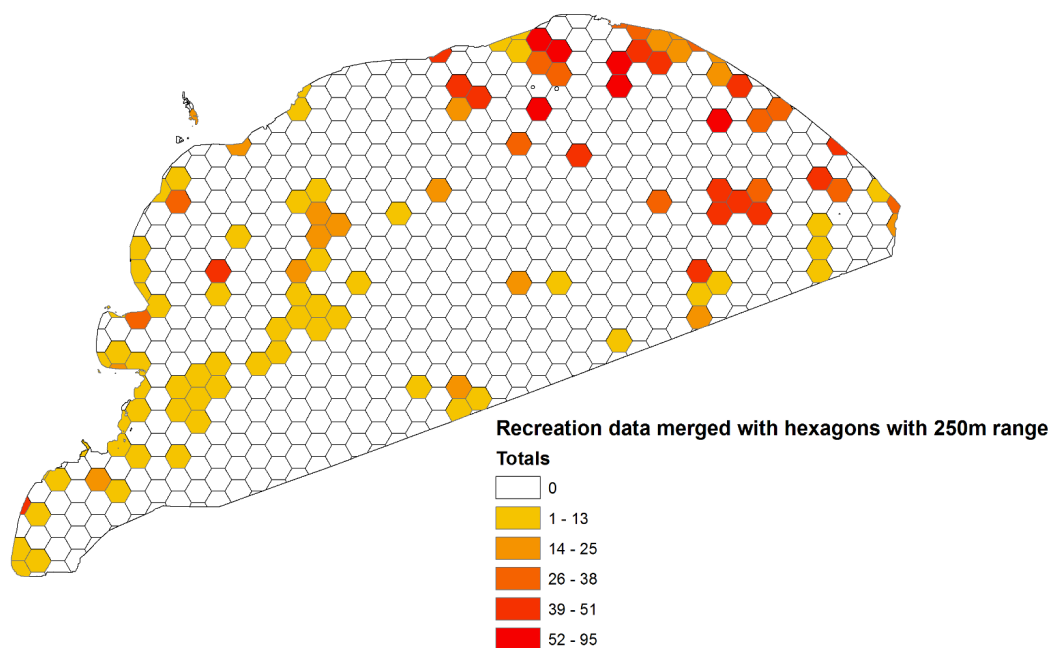 Recreation data merged with hexagons with 250m range
Totals
0
1 - 13
14 - 25
26 - 38
39 - 51
52 - 95